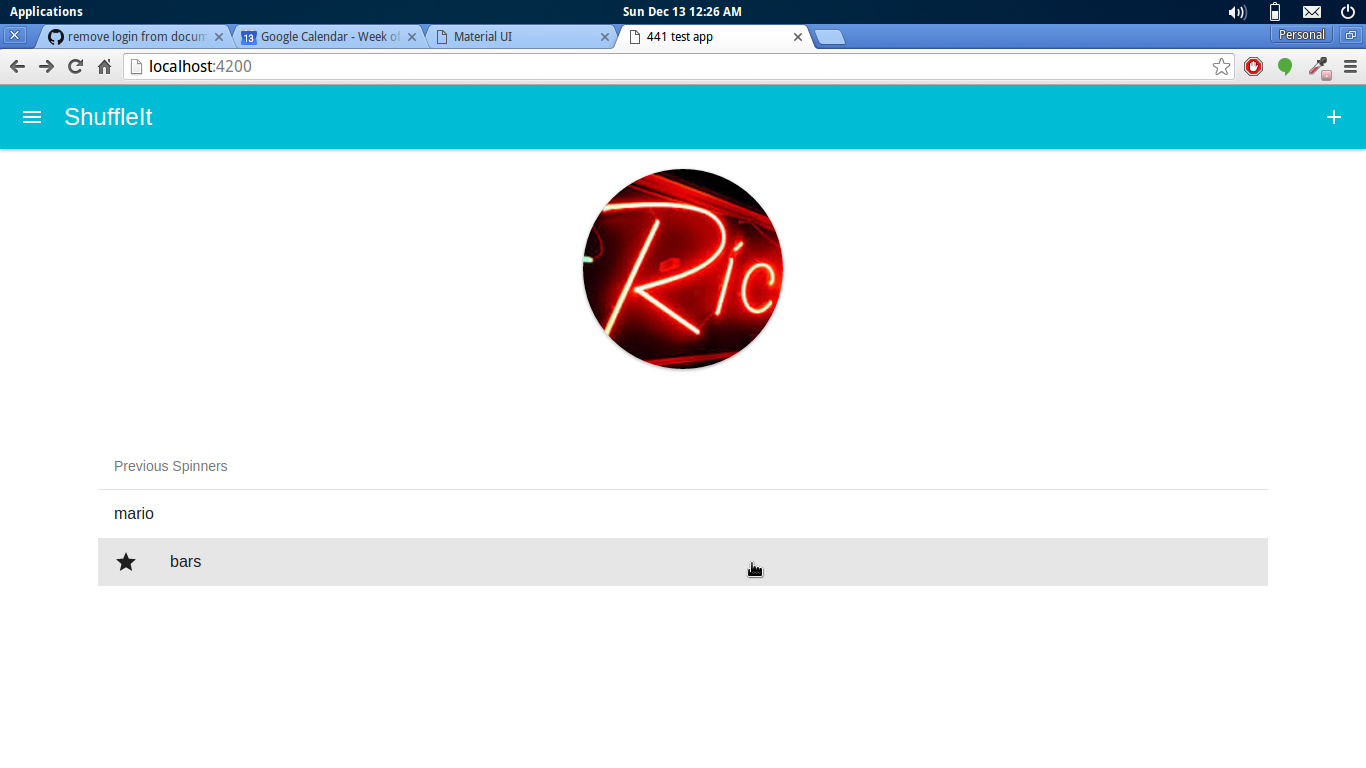 Applications
Sun Dec 13 12:26 AM
remove login from docum
13
Google Calendar - Week of
Material UI
441 test app
Personal
localhost:4200
ShuffleIt
Ric
Previous Spinners
mario
bars